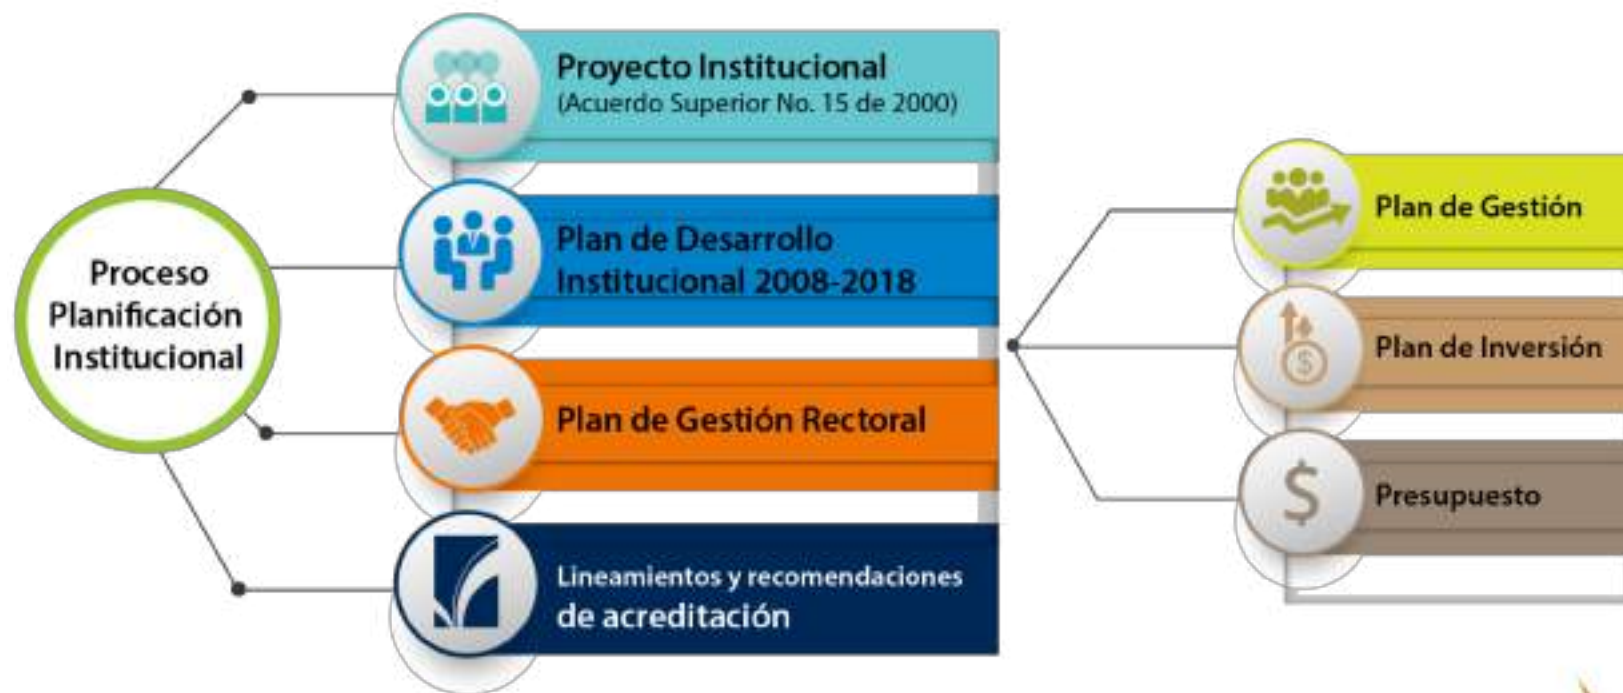 Proceso
Planificación
Institucional
Proyecto Institucional
(Acuerdo Superior No. 15 de 2000)
Plan de Desarrollo
Institucional 2008-2018
Plan de Gestión Rectoral
Lineamientos y recomendaciones
de acreditación
Plan de Gestión
Plan de Inversión
$
Presupuesto
$